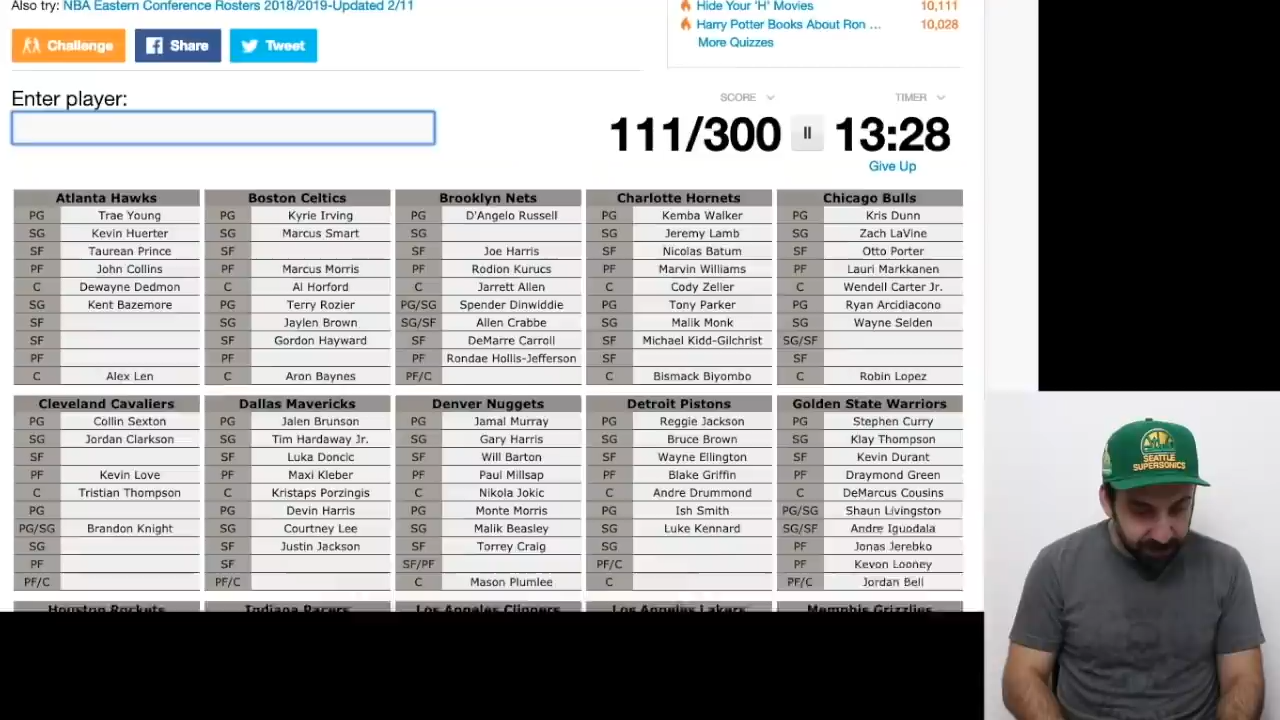 Also try: NBA Eastern Conference Rosters 2018/2019-Updated 2/11
Hide Your 'H' Movies 10,111
Harry Potter Books About Ron ... 10,028
More Quizzes
Challenge Share Tweet
Enter player:
SCORE TIMER
111/300 13:28
Give Up
Atlanta Hawks Boston Celtics Brooklyn Nets Charlotte Hornets Chicago Bulls
PG Trae Young PG Kyrie Irving PG D'Angelo Russell PG Kemba Walker PG Kris Dunn
SG Kevin Huerter SG Marcus Smart SG SG Jeremy Lamb SG Zach LaVine
SF Taurean Prince SF SF Joe Harris SF Nicolas Batum SF Otto Porter
PF John Collins PF Marcus Morris PF Rodion Kurucs PF Marvin Williams PF Lauri Markkanen
C Dewayne Dedmon C Al Horford C Jarrett Allen C Cody Zeller C Wendell Carter Jr.
SG Kent Bazemore PG Terry Rozier PG/SG Spender Dinwiddie PG Tony Parker PG Ryan Arcidiacono
SF SG Jaylen Brown SG/SF Allen Crabbe SG Malik Monk SG Wayne Selden
SF SF Gordon Hayward SF DeMarre Carroll SF Michael Kidd-Gilchrist SG/SF
PF PF PF Rondae Hollis-Jefferson SF SF
C Alex Len C Aron Baynes PF/C C Bismack Biyombo C Robin Lopez
Cleveland Cavaliers Dallas Mavericks Denver Nuggets Detroit Pistons Golden State Warriors
PG Collin Sexton PG Jalen Brunson PG Jamal Murray PG Reggie Jackson PG Stephen Curry
SG Jordan Clarkson SG Tim Hardaway Jr. SG Gary Harris SG Bruce Brown SG Klay Thompson
SF SF Luka Doncic SF Will Barton SF Wayne Ellington SF Kevin Durant
PF Kevin Love PF Maxi Kleber PF Paul Millsap PF Blake Griffin PF Draymond Green
C Tristian Thompson C Kristaps Porzingis C Nikola Jokic C Andre Drummond C DeMarcus Cousins
PG PG Devin Harris PG Monte Morris PG Ish Smith PG/SG Shaun Livingston
PG/SG Brandon Knight SG Courtney Lee SG Malik Beasley SG Luke Kennard SG/SF Andre Iguodala
SG SF Justin Jackson SF Torrey Craig SG PF Jonas Jerebko
PF SF SF/PF PF/C PF Kevon Looney
PF/C PF/C C Mason Plumlee C PF/C Jordan Bell
Houston Rockets Indiana Pacers Los Angeles Clippers Los Angeles Lakers Memphis Grizzlies
SEATTLE
SUPERSONICS